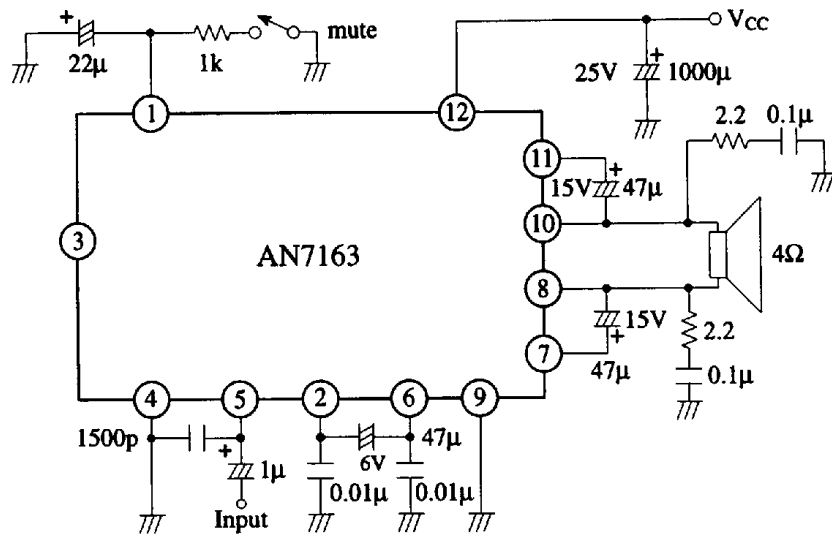 +
22µ
1k
mute
VCC
25V
+
1000µ
1
12
2.2
0.1µ
11
15V
+
47µ
10
3
AN7163
4Ω
8
15V
+
47µ
2.2
7
0.1µ
4
5
2
6
9
1500p
+
1µ
47µ
6V
0.01µ
0.01µ
Input